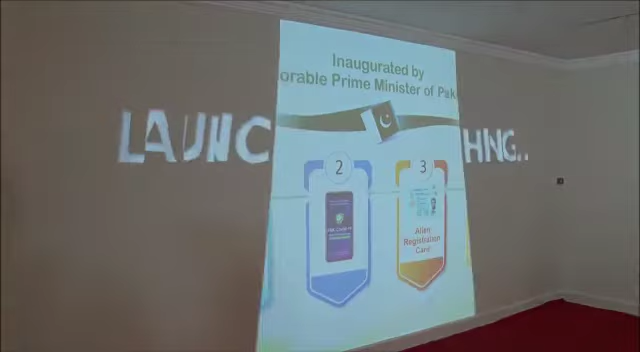 Inaugurated by
orable Prime Minister of Pak
LAUNC
HNG..
2
3
Alien
Registration
Card